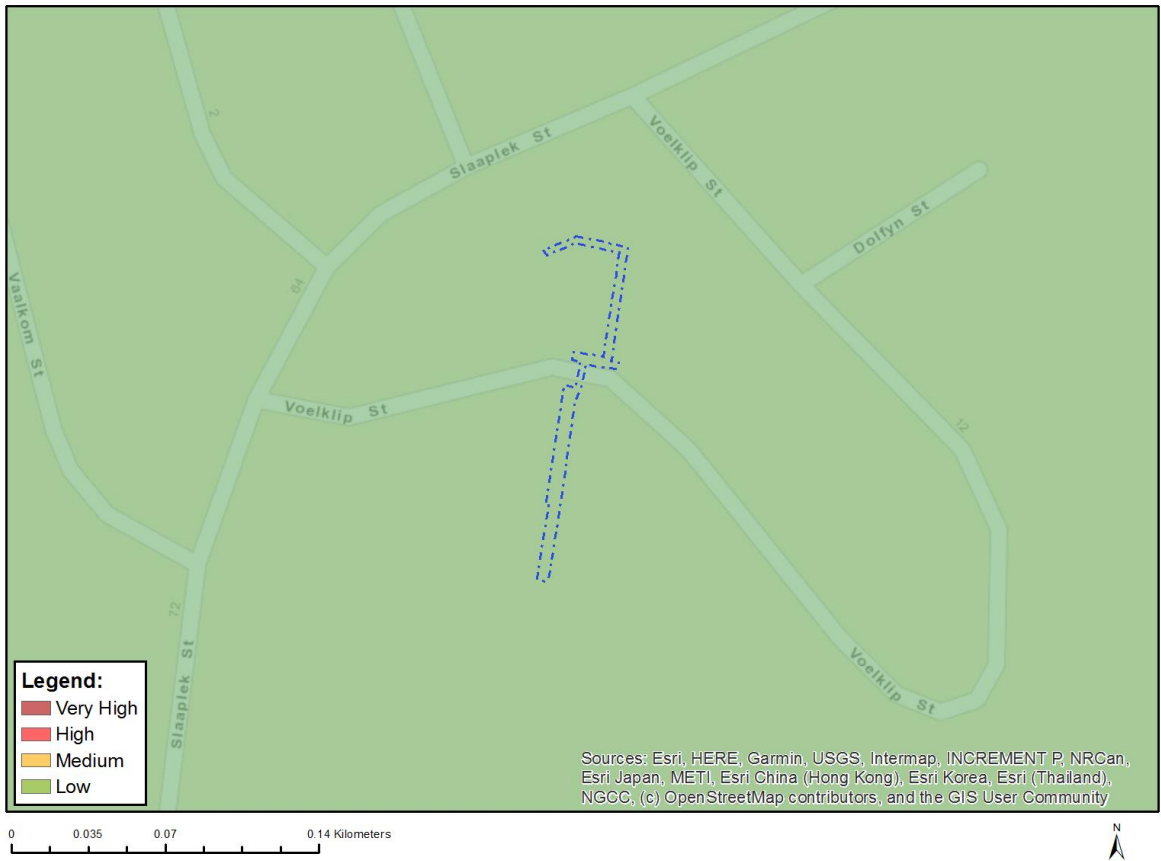 2
Slaaplek St
Voelklip St
Dolfyn St
64
Vaalkom St
Voelklip St
12
72
Slaaplek St
Voelklip St
Legend:
Very High
High
Medium
Low
Sources: Esri, HERE, Garmin, USGS, Intermap, INCREMENT P, NRCan,
Esri Japan, METI, Esri China (Hong Kong), Esri Korea, Esri (Thailand),
NGCC, (c) OpenStreetMap contributors, and the GIS User Community
0 0.035 0.07 0.14 Kilometers
N